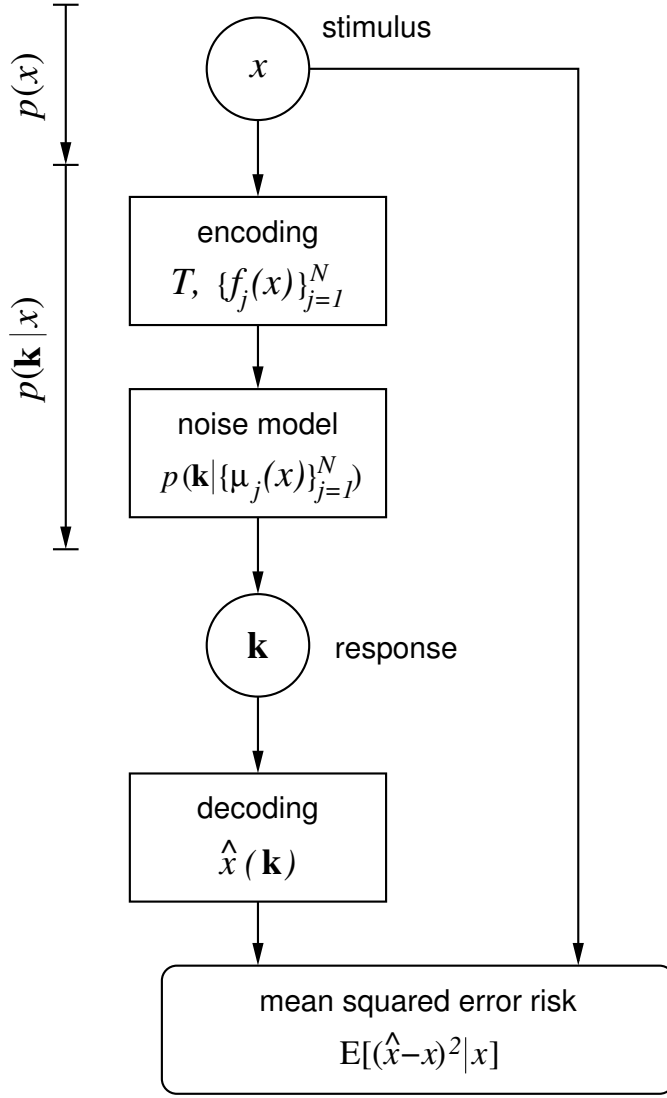 stimulus
x
p(x)
encoding
T, {f_j(x)}_{j=1}^N
p(k|x)
noise model
p(k|{μ_j(x)}_{j=1}^N)
k
response
decoding
x̂(k)
mean squared error risk
E[(x̂−x)²|x]